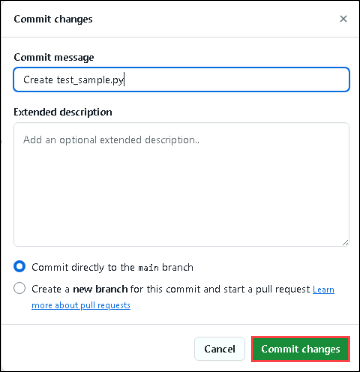 Commit changes
Commit message
Create test_sample.py
Extended description
Add an optional extended description..
Commit directly to the main branch
Create a new branch for this commit and start a pull request Learn
more about pull requests
Cancel
Commit changes